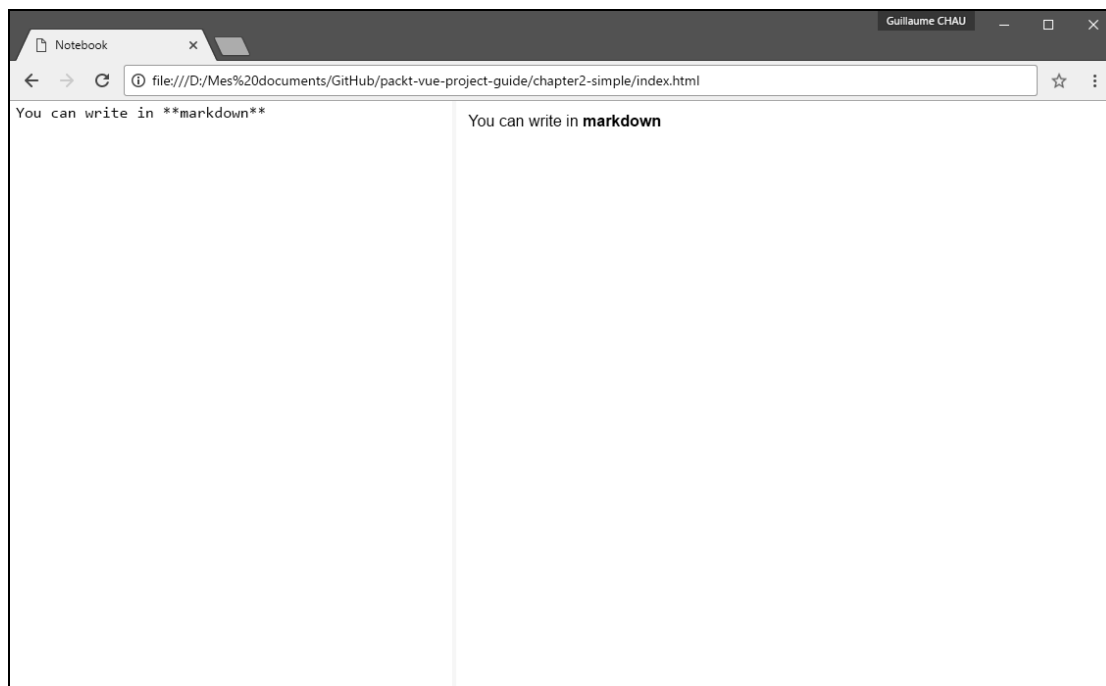 Guillaume CHAU
Notebook
file:///D:/Mes%20documents/GitHub/packt-vue-project-guide/chapter2-simple/index.html
You can write in **markdown**
You can write in markdown